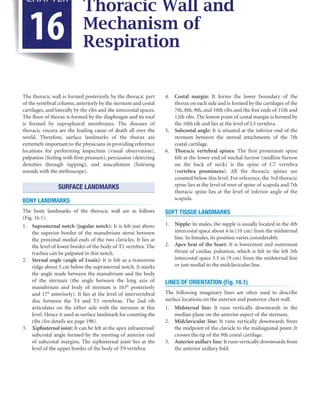 CHAPTER
16
Thoracic Wall and
Mechanism of
Respiration
The thoracic wall is formed posteriorly by the thoracic part
of the vertebral column, anteriorly by the sternum and costal
cartilages, and laterally by the ribs and the intercostal spaces.
The floor of thorax is formed by the diaphragm and its roof
is formed by suprapleural membranes. The diseases of
thoracic viscera are the leading cause of death all over the
world. Therefore, surface landmarks of the thorax are
extremely important to the physicians in providing reference
locations for performing inspection (visual observation),
palpation (feeling with firm pressure), percussion (detecting
densities through tapping), and auscultation (listening
sounds with the stethoscope).
SURFACE LANDMARKS
BONY LANDMARKS
The bony landmarks of the thoracic wall are as follows
(Fig. 16.1):
1. Suprasternal notch (jugular notch): It is felt just above
the superior border of the manubrium sterni between
the proximal medial ends of the two clavicles. It lies at
the level of lower border of the body of T2 vertebra. The
trachea can be palpated in this notch.
2. Sternal angle (angle of Louis): It is felt as a transverse
ridge about 5 cm below the suprasternal notch. It marks
the angle made between the manubrium and the body
of the sternum (the angle between the long axis of
manubrium and body of sternum is 163° posteriorly
and 17° anteriorly). It lies at the level of intervertebral
disc between the T4 and T5 vertebrae. The 2nd rib
articulates on the either side with the sternum at this
level. Hence it used as surface landmark for counting the
ribs (for details see page 198).
3. Xiphisternal joint: It can be felt at the apex infrasternal/
subcostal angle formed by the meeting of anterior end
of subcostal margins. The xiphisternal joint lies at the
level of the upper border of the body of T9 vertebra.
4. Costal margin: It forms the lower boundary of the
thorax on each side and is formed by the cartilages of the
7th, 8th, 9th, and 10th ribs and the free ends of 11th and
12th ribs. The lowest point of costal margin is formed by
the 10th rib and lies at the level of L3 vertebra.
5. Subcostal angle: It is situated at the inferior end of the
sternum between the sternal attachments of the 7th
costal cartilage.
6. Thoracic vertebral spines: The first prominent spine
felt at the lower end of nuchal furrow (midline furrow
on the back of neck) is the spine of C7 vertebra
(vertebra prominens). All the thoracic spines are
counted below this level. For reference, the 3rd thoracic
spine lies at the level of root of spine of scapula and 7th
thoracic spine lies at the level of inferior angle of the
scapula.
SOFT TISSUE LANDMARKS
1. Nipple: In males, the nipple is usually located in the 4th
intercostal space about 4 in (10 cm) from the midsternal
line. In females, its position varies considerably.
2. Apex beat of the heart: It is lowermost and outermost
thrust of cardiac pulsation, which is felt in the left 5th
intercostal space 3.5 in (9 cm) from the midsternal line
or just medial to the midclavicular line.
LINES OF ORIENTATION (Fig. 16.1)
The following imaginary lines are often used to describe
surface locations on the anterior and posterior chest wall.
1. Midsternal line: It runs vertically downwards in the
median plane on the anterior aspect of the sternum.
2. Midclavicular line: It runs vertically downwards from
the midpoint of the clavicle to the midinguinal point. It
crosses the tip of the 9th costal cartilage.
3. Anterior axillary line: It runs vertically downwards from
the anterior axillary fold.